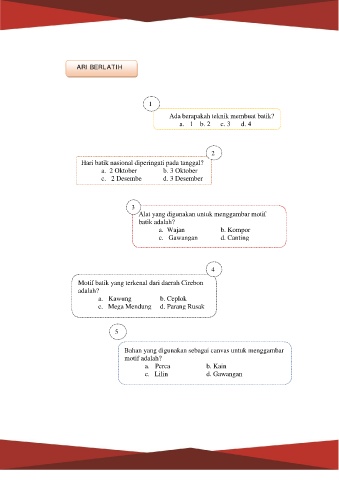 ARI BERLATIH
1
Ada berapakah teknik membuat batik?
a. 1 b. 2 c. 3 d. 4
2
Hari batik nasional diperingati pada tanggal?
a. 2 Oktober b. 3 Oktober
c. 2 Desembe d. 3 Desember
3
Alat yang digunakan untuk menggambar motif
batik adalah?
a. Wajan b. Kompor
c. Gawangan d. Canting
4
Motif batik yang terkenal dari daerah Cirebon
adalah?
a. Kawung b. Ceplok
c. Mega Mendung d. Parang Rusak
5
Bahan yang digunakan sebagai canvas untuk menggambar
motif adalah?
a. Perca b. Kain
c. Lilin d. Gawangan